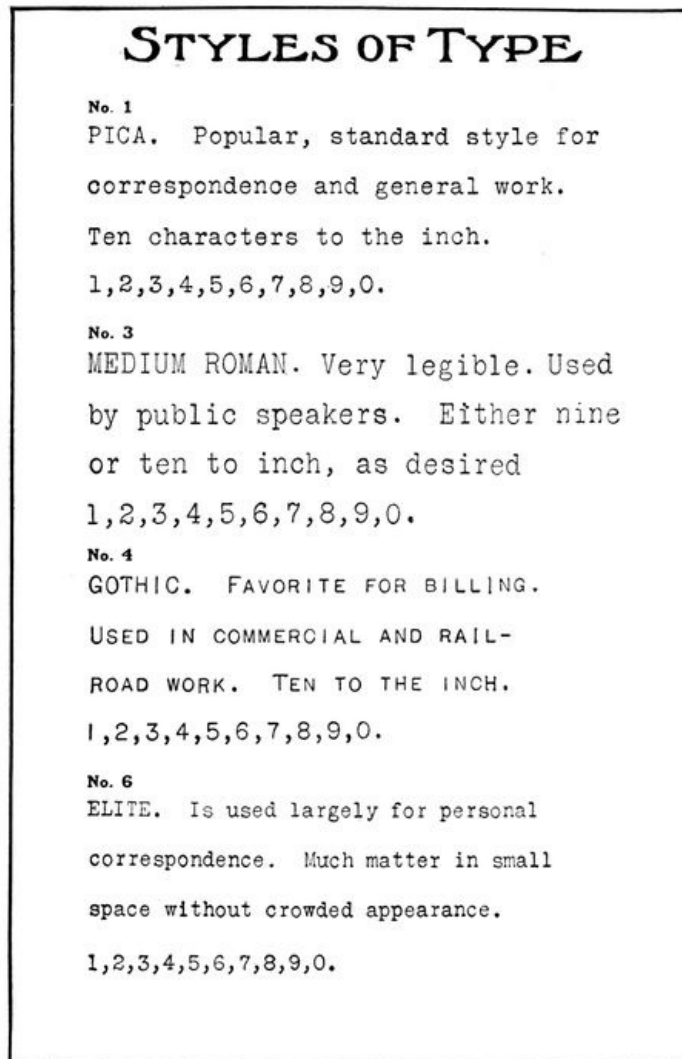 STYLES OF TYPE
No. 1
PICA. Popular, standard style for
correspondence and general work.
Ten characters to the inch.
1,2,3,4,5,6,7,8,9,0.
No. 3
MEDIUM ROMAN. Very legible. Used
by public speakers. Either nine
or ten to inch, as desired
1,2,3,4,5,6,7,8,9,0.
No. 4
GOTHIC. FAVORITE FOR BILLING.
USED IN COMMERCIAL AND RAIL-
ROAD WORK. TEN TO THE INCH.
1,2,3,4,5,6,7,8,9,0.
No. 6
ELITE. Is used largely for personal
correspondence. Much matter in small
space without crowded appearance.
1,2,3,4,5,6,7,8,9,0.